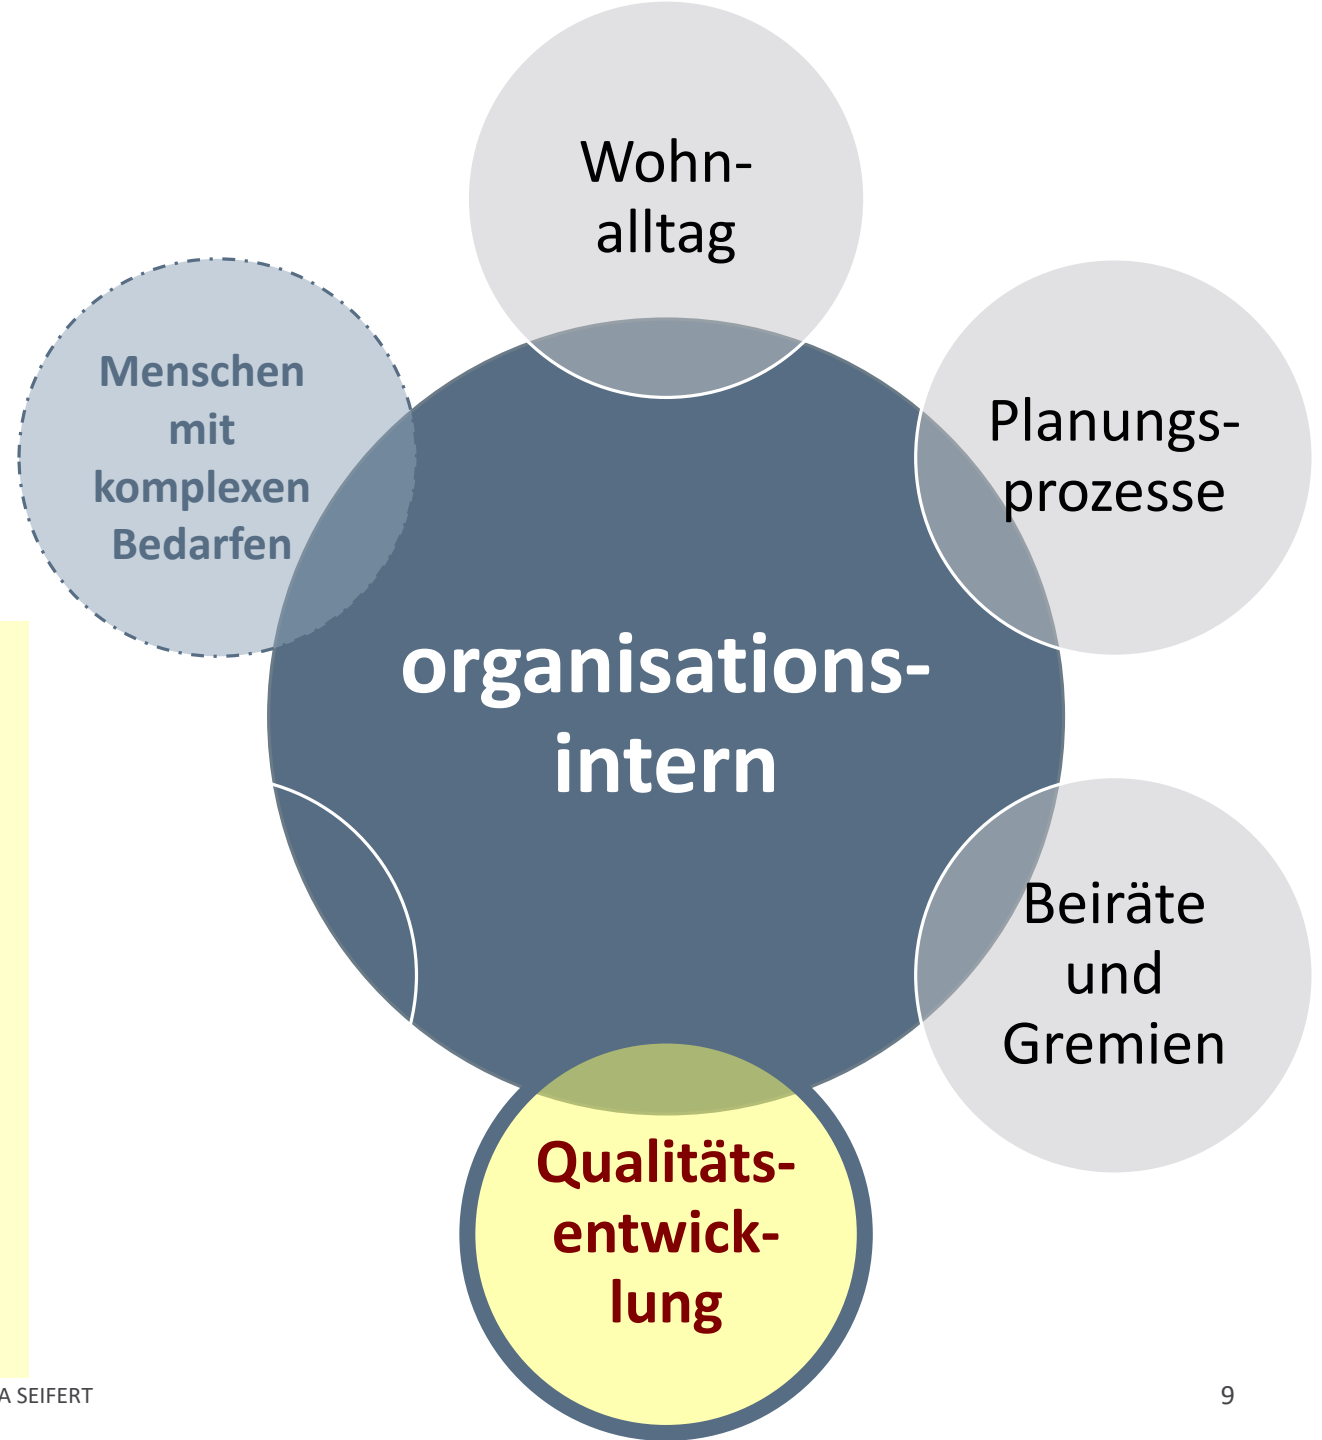 Wohn-
alltag
Menschen
mit
komplexen
Bedarfen
Planungs-
prozesse
organisations-
intern
Beiräte
und
Gremien
Qualitäts-
entwick-
lung
A SEIFERT
9